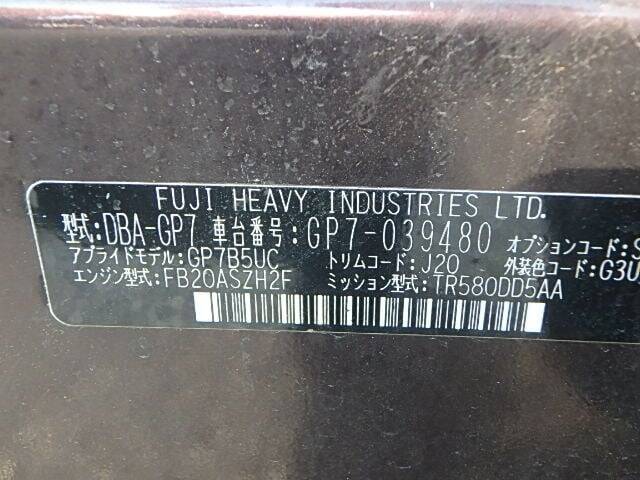 FUJI HEAVY INDUSTRIES LTD.
型式:DBA-GP7 車台番号:GP7-039480 オプションコード:S
アプライドモデル:GP7B5UC トリムコード:J20 外装色コード:G3U
エンジン型式:FB20ASZH2F ミッション型式:TR580DD5AA